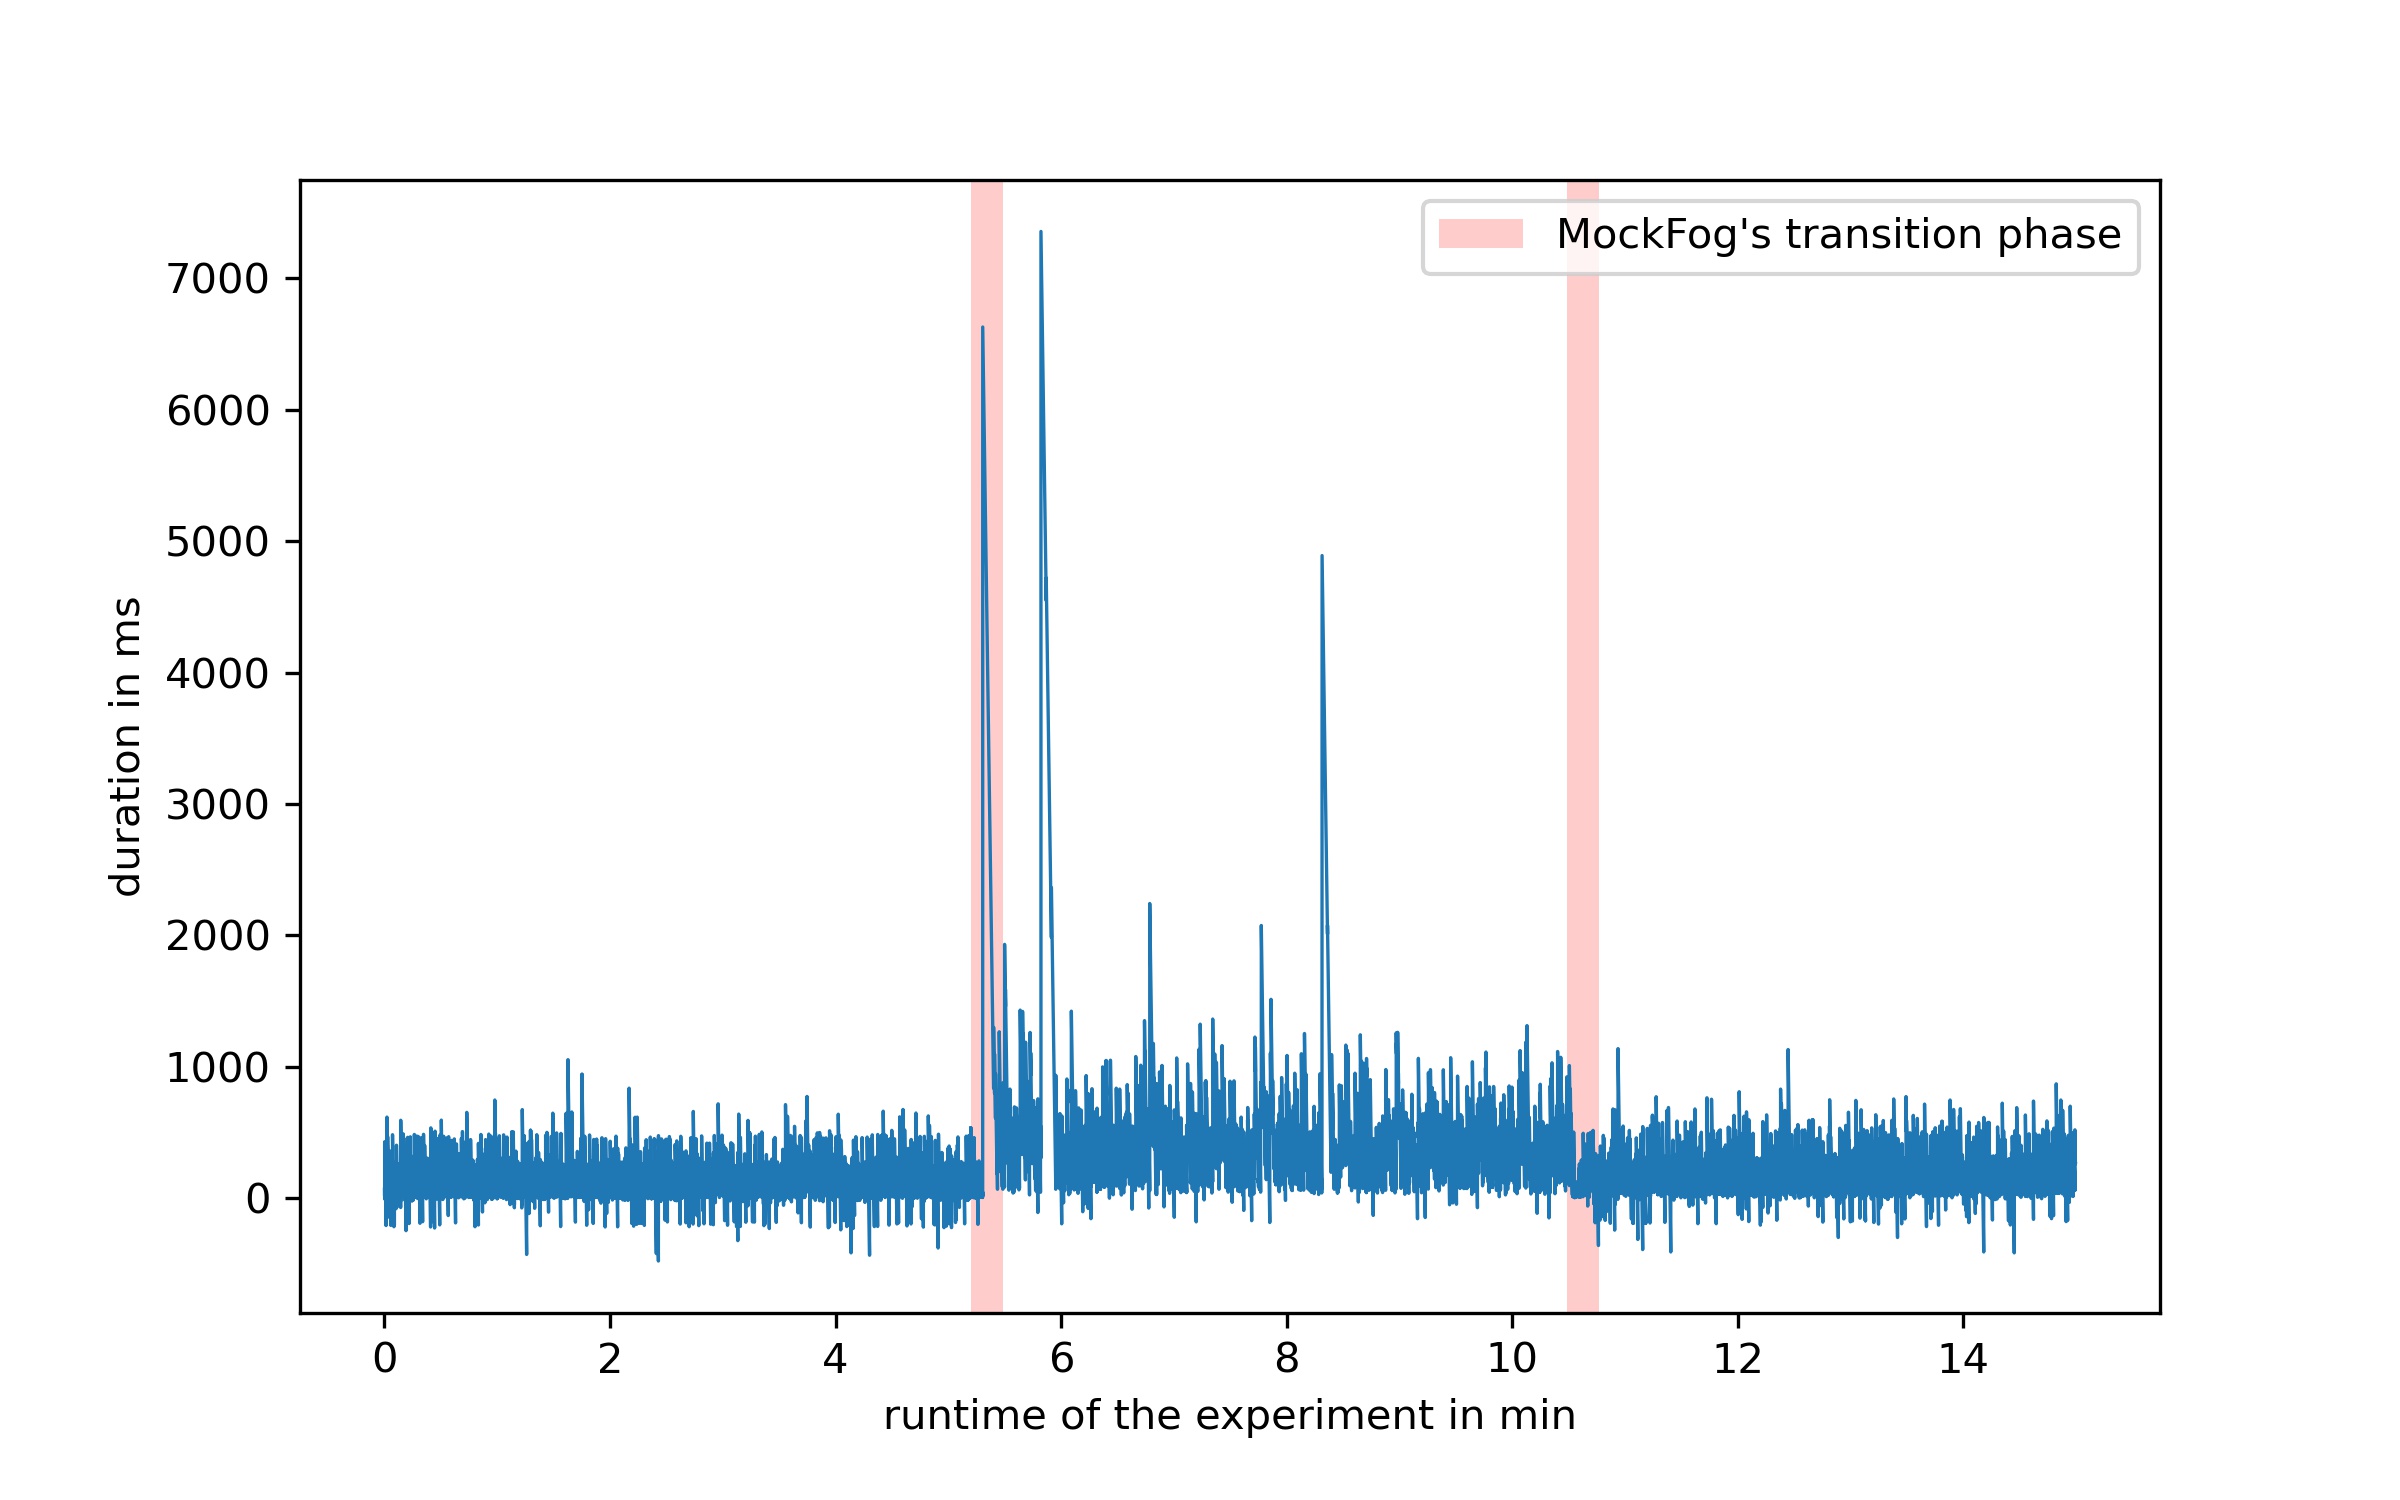 MockFog's transition phase
7000
6000
5000
4000
3000
2000
1000
0
duration in ms
0 2 4 6 8 10 12 14
runtime of the experiment in min